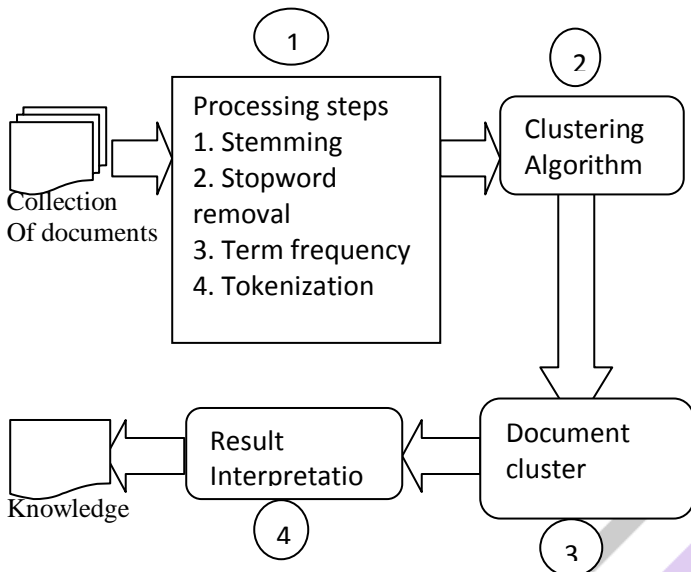 1
Processing steps
1. Stemming
2. Stopword
removal
3. Term frequency
4. Tokenization
2
Clustering
Algorithm
Collection
Of documents
Document
cluster
3
Result
Interpretatio
4
Knowledge